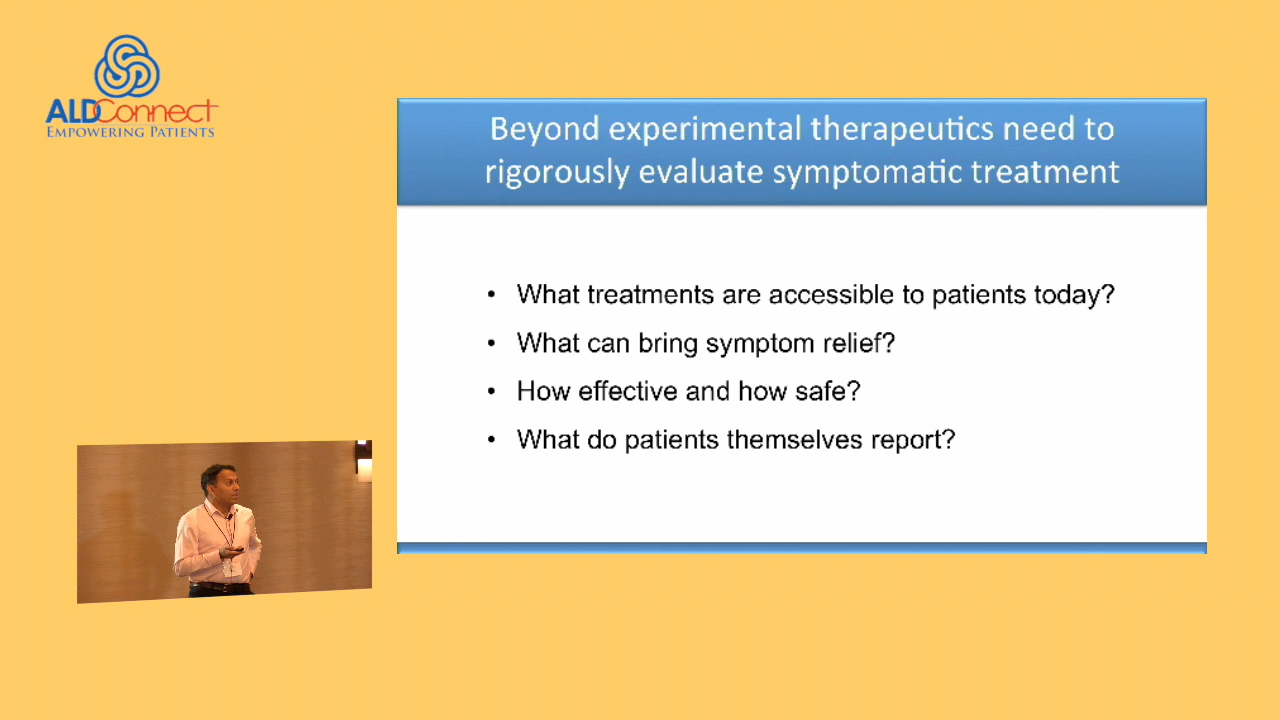 ALDConnect
EMPOWERING PATIENTS
Beyond experimental therapeutics need to
rigorously evaluate symptomatic treatment
• What treatments are accessible to patients today?
• What can bring symptom relief?
• How effective and how safe?
• What do patients themselves report?